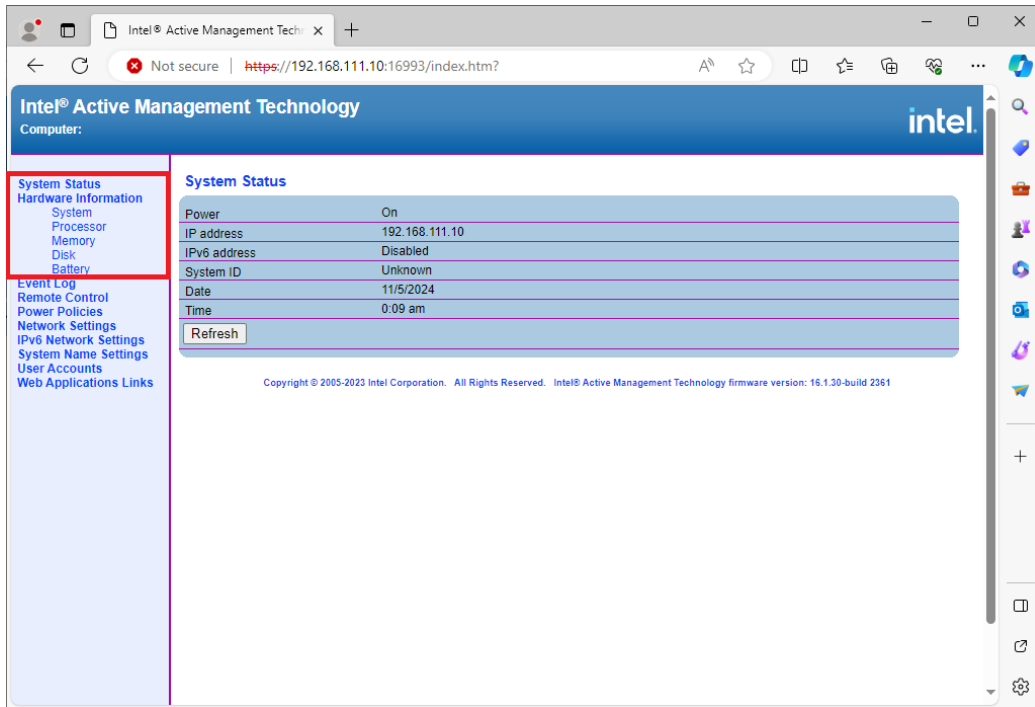 Intel® Active Management Tech
Not secure
https://192.168.111.10:16993/index.htm?
Intel® Active Management Technology
Computer:
intel.
System Status
Hardware Information
System
Processor
Memory
Disk
Battery
Event Log
Remote Control
Power Policies
Network Settings
IPv6 Network Settings
System Name Settings
User Accounts
Web Applications Links
System Status
Power On
IP address 192.168.111.10
IPv6 address Disabled
System ID Unknown
Date 11/5/2024
Time 0:09 am
Refresh
Copyright © 2005-2023 Intel Corporation. All Rights Reserved. Intel® Active Management Technology firmware version: 16.1.30-build 2361